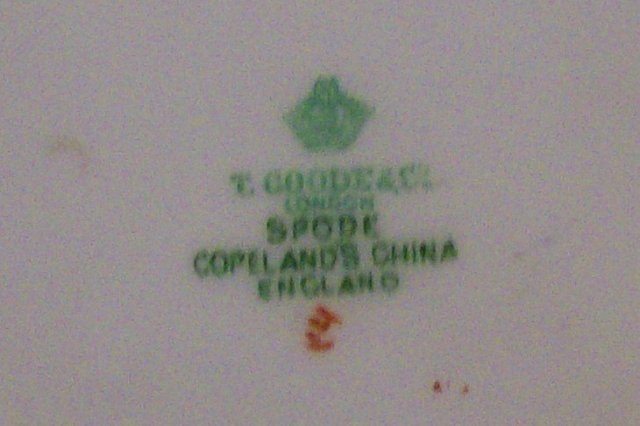 T. GOODE & Co.
LONDON
SPODE
COPELAND'S CHINA
ENGLAND